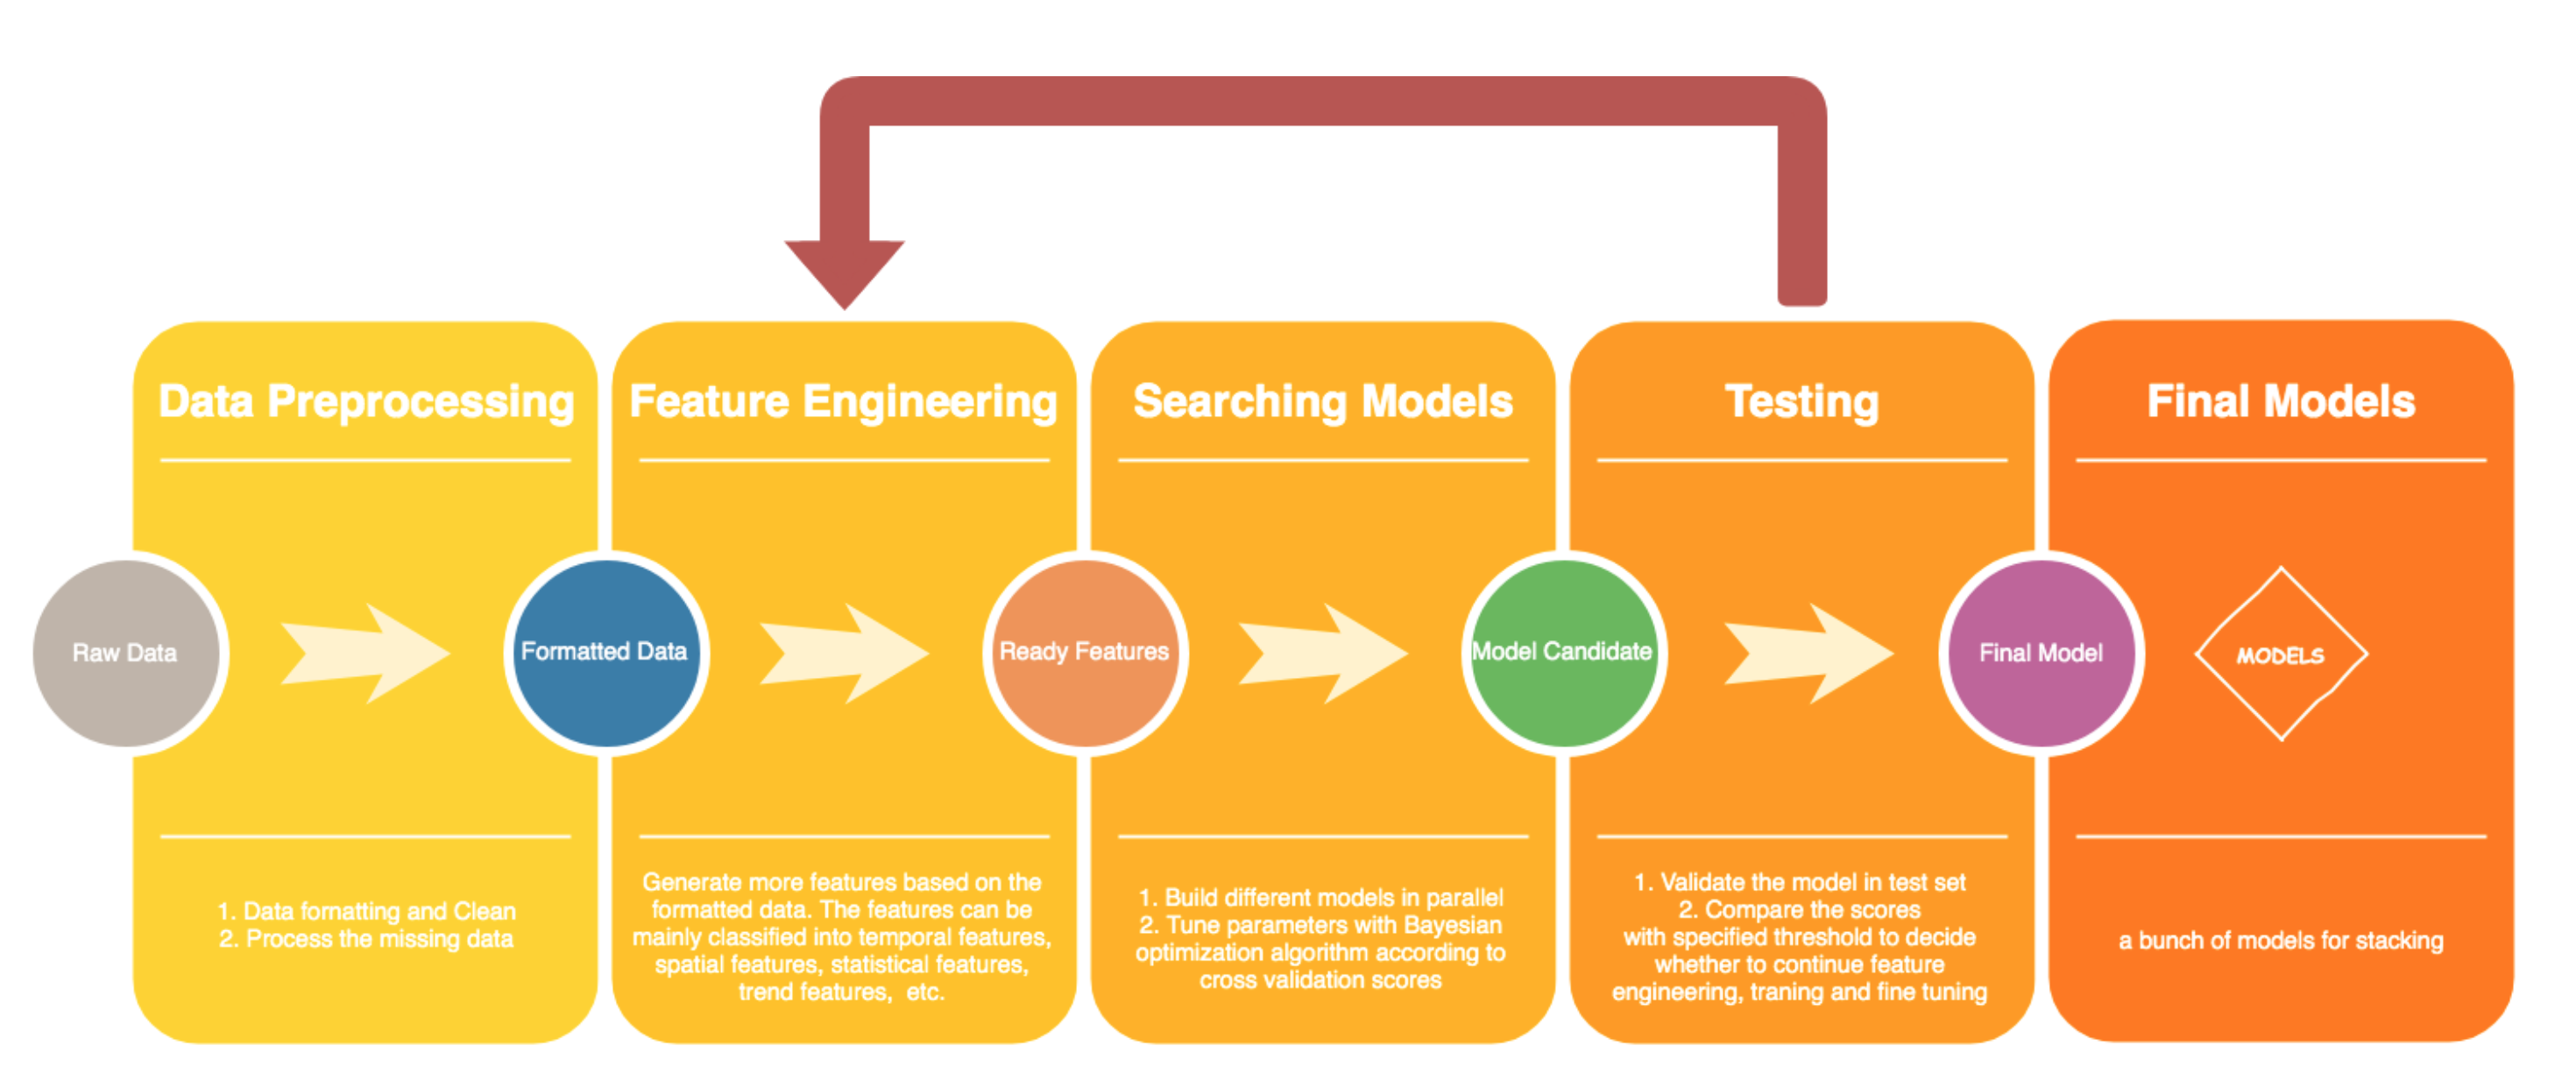 Data Preprocessing
Feature Engineering
Searching Models
Testing
Final Models
Raw Data
Formatted Data
Ready Features
Model Candidate
Final Model
MODELS
1. Data fornatting and Clean
2. Process the missing data
Generate more features based on the
formatted data. The features can be
mainly classified into temporal features,
spatial features, statistical features,
trend features, etc.
1. Build different models in parallel
2. Tune parameters with Bayesian
optimization algorithm according to
cross validation scores
1. Validate the model in test set
2. Compare the scores
with specified threshold to decide
whether to continue feature
engineering, traning and fine tuning
a bunch of models for stacking